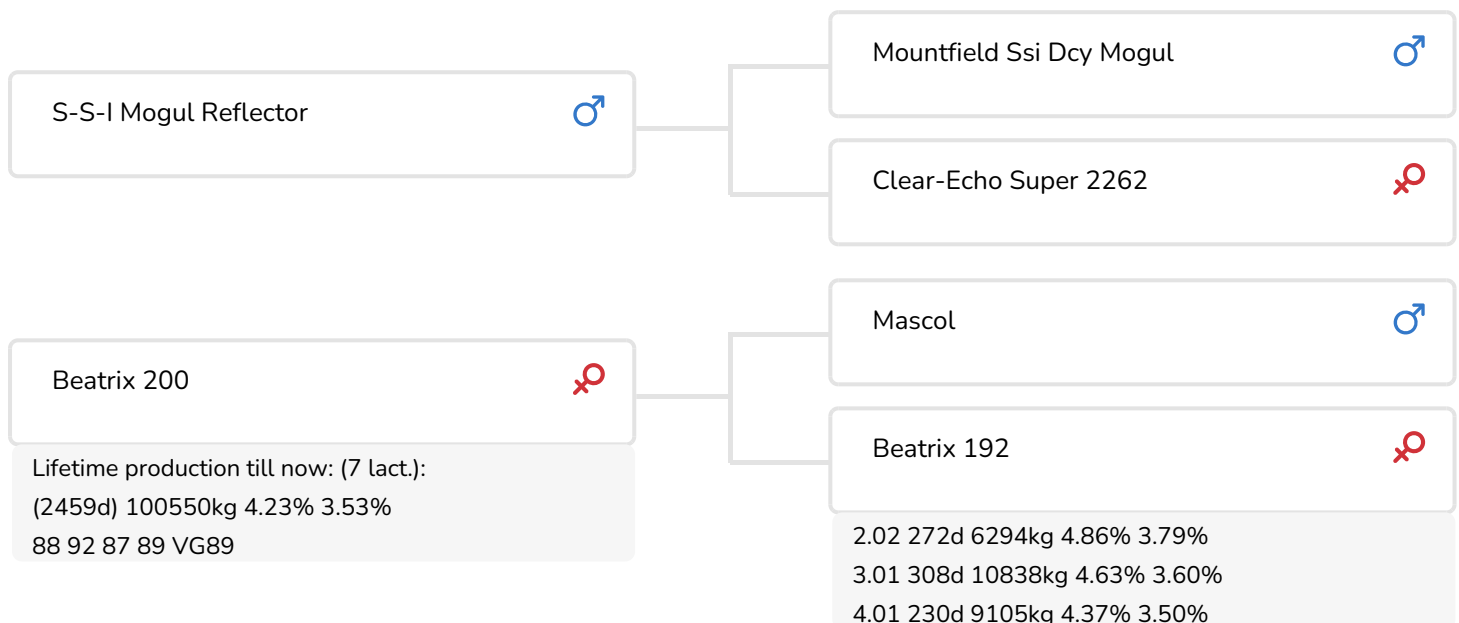 S-S-I Mogul Reflector
Mountfield Ssi Dcy Mogul
Clear-Echo Super 2262
Beatrix 200
Lifetime production till now: (7 lact.):
(2459d) 100550kg 4.23% 3.53%
88 92 87 89 VG89
Mascol
Beatrix 192
2.02 272d 6294kg 4.86% 3.79%
3.01 308d 10838kg 4.63% 3.60%
4.01 230d 9105kg 4.37% 3.50%